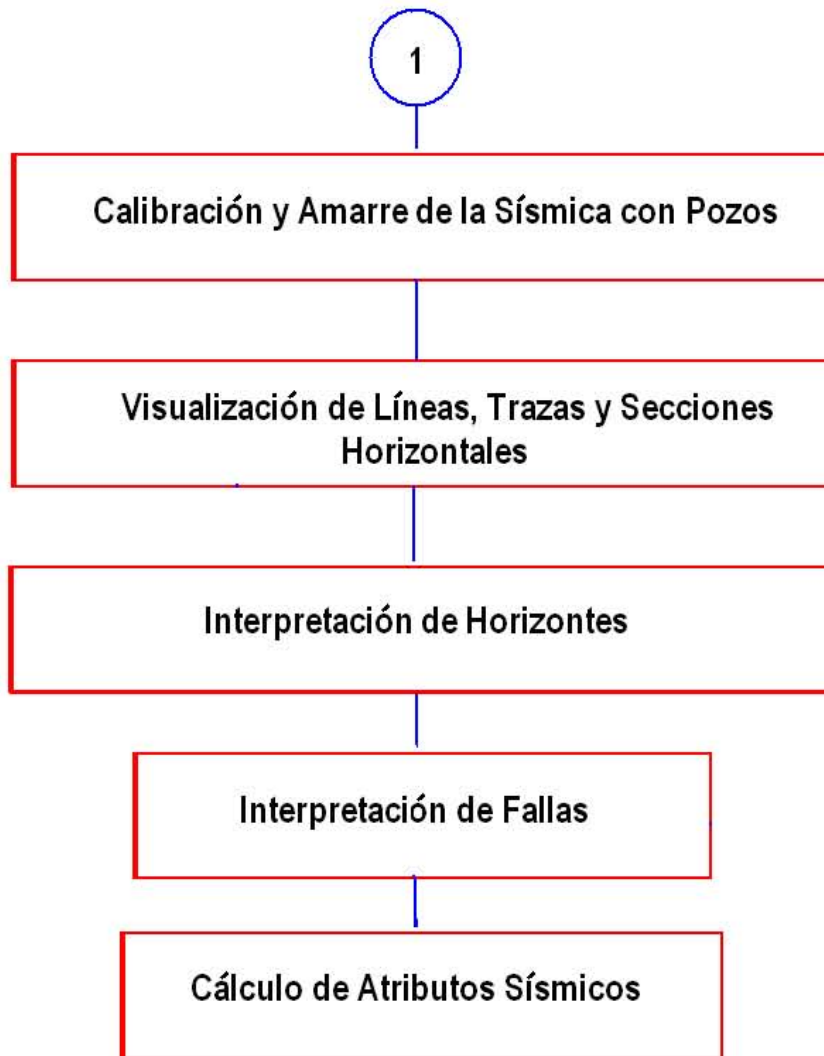 1
Calibración y Amarre de la Sísmica con Pozos
Visualización de Líneas, Trazas y Secciones
Horizontales
Interpretación de Horizontes
Interpretación de Fallas
Cálculo de Atributos Sísmicos